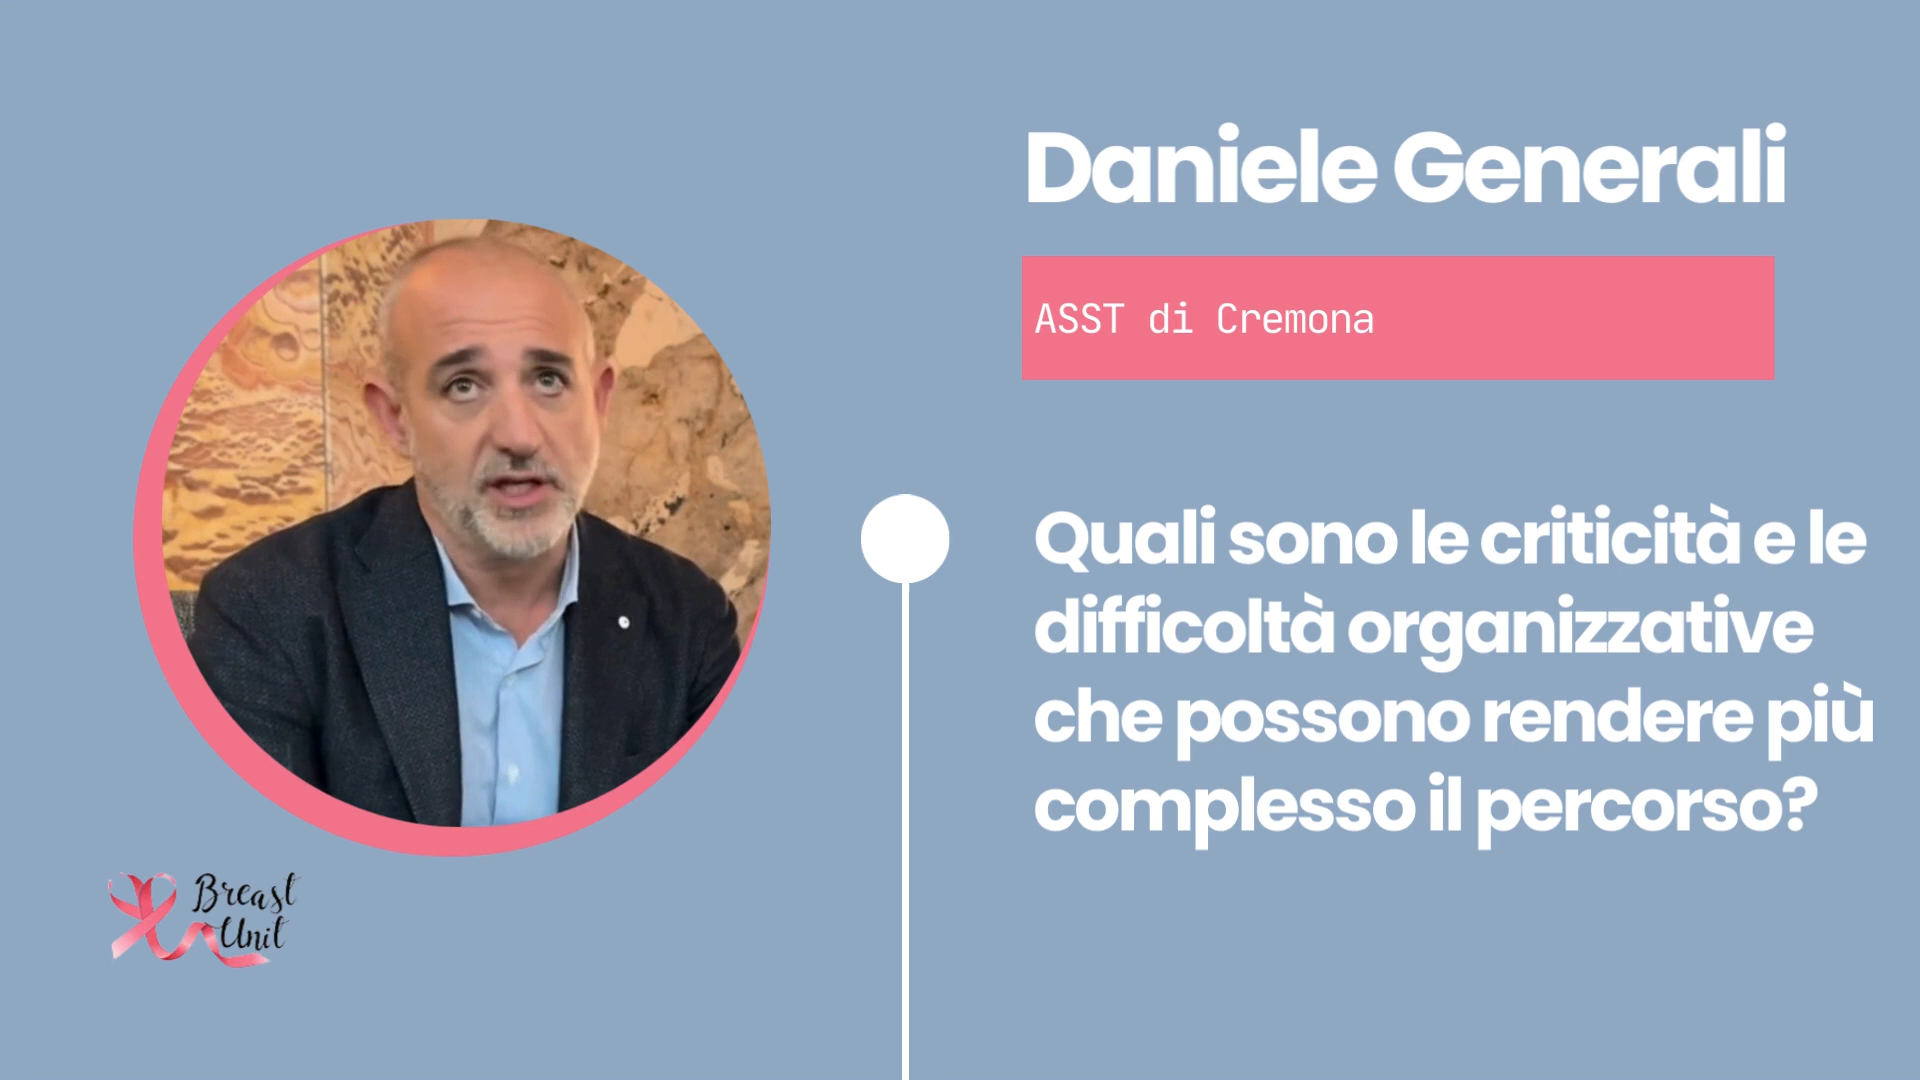 Daniele Generali
ASST di Cremona
Quali sono le criticità e le
difficoltà organizzative
che possono rendere più
complesso il percorso?
Breast
Unit